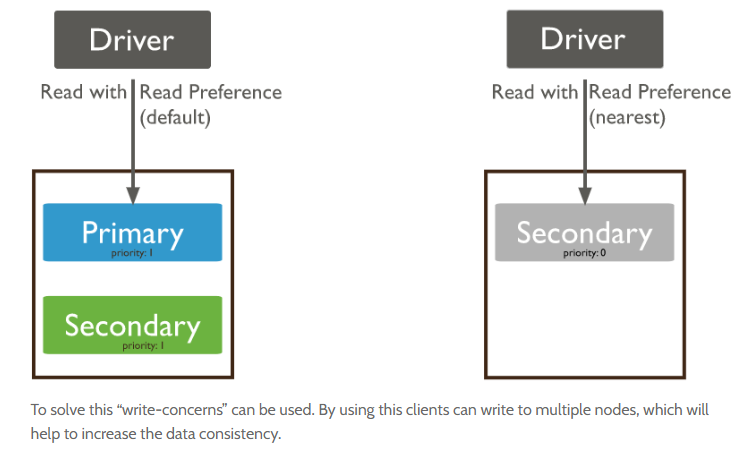 Driver
Read with Read Preference
(default)
Primary
priority: 1
Secondary
priority: 1
Driver
Read with Read Preference
(nearest)
Secondary
priority: 0
To solve this “write-concerns” can be used. By using this clients can write to multiple nodes, which will
help to increase the data consistency.